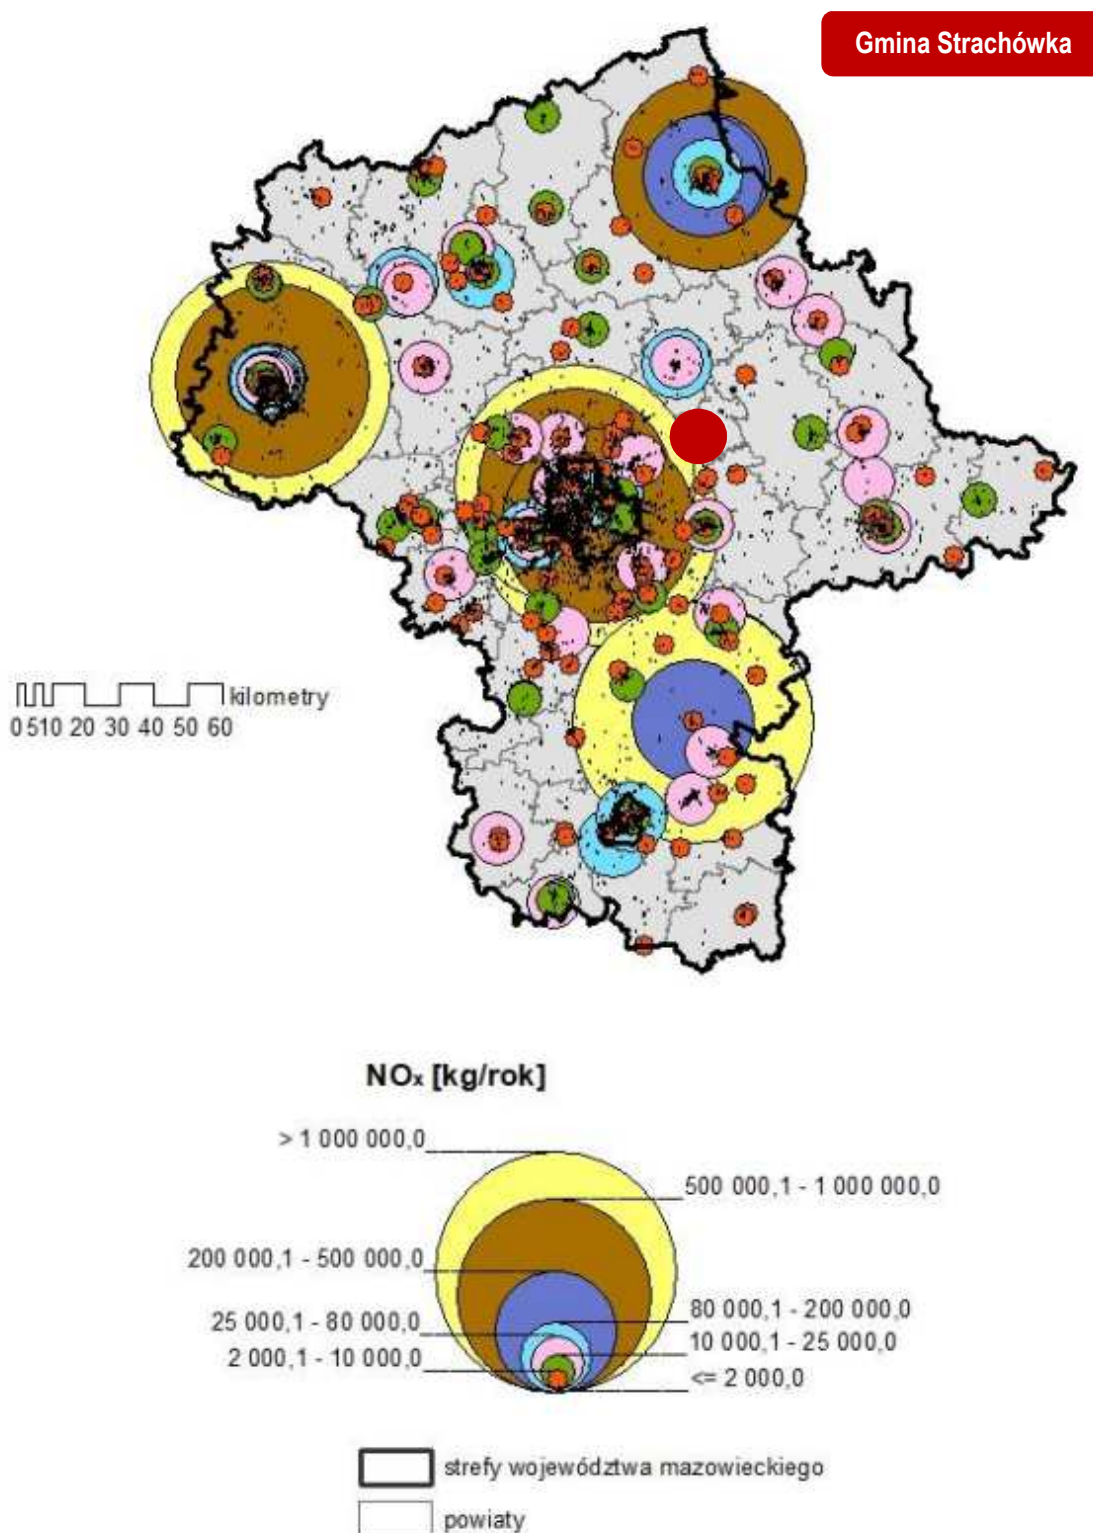 Gmina Strachówka
kilometry
0 510 20 30 40 50 60
NOx [kg/rok]
> 1 000 000,0
500 000,1 - 1 000 000,0
200 000,1 - 500 000,0
80 000,1 - 200 000,0
25 000,1 - 80 000,0
10 000,1 - 25 000,0
2 000,1 - 10 000,0
<= 2 000,0
strefy województwa mazowieckiego
powiaty